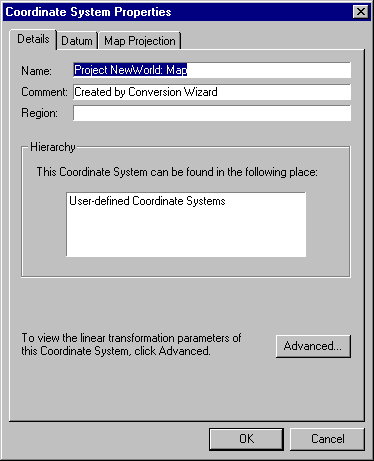 Coordinate System Properties
Details Datum Map Projection
Name: Project NewWorld: Map
Comment: Created by Conversion Wizard
Region:
Hierarchy
This Coordinate System can be found in the following place:
User-defined Coordinate Systems
To view the linear transformation parameters of
this Coordinate System, click Advanced.
Advanced...
OK Cancel